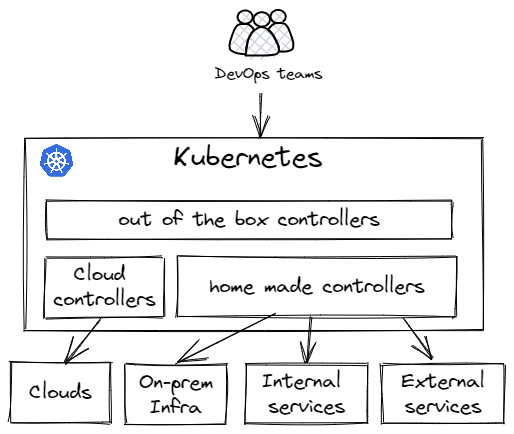 DevOps teams
Kubernetes
out of the box controllers
Cloud
controllers
home made controllers
Clouds
On-prem
Infra
Internal
services
External
services